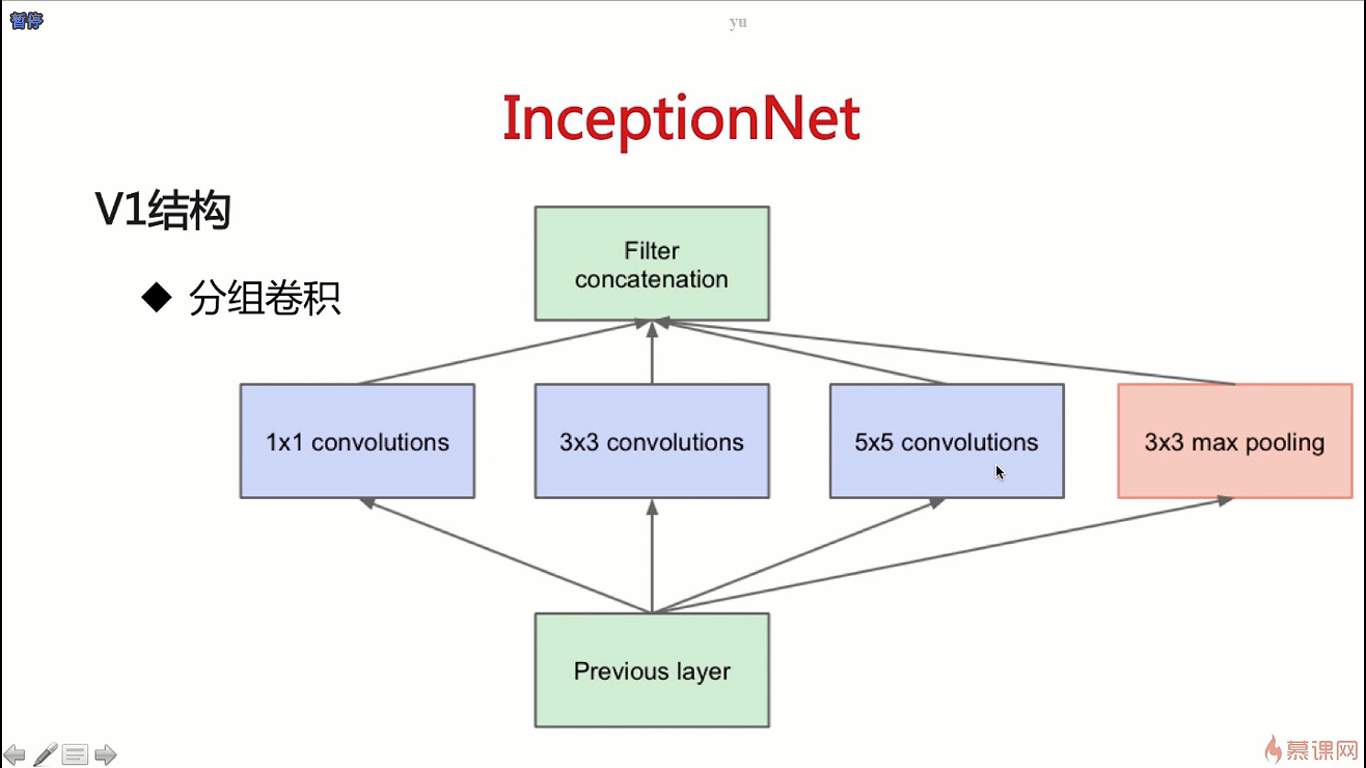 暂停
yu
InceptionNet
V1结构
◆ 分组卷积
Filter
concatenation
1x1 convolutions
3x3 convolutions
5x5 convolutions
3x3 max pooling
Previous layer
慕课网